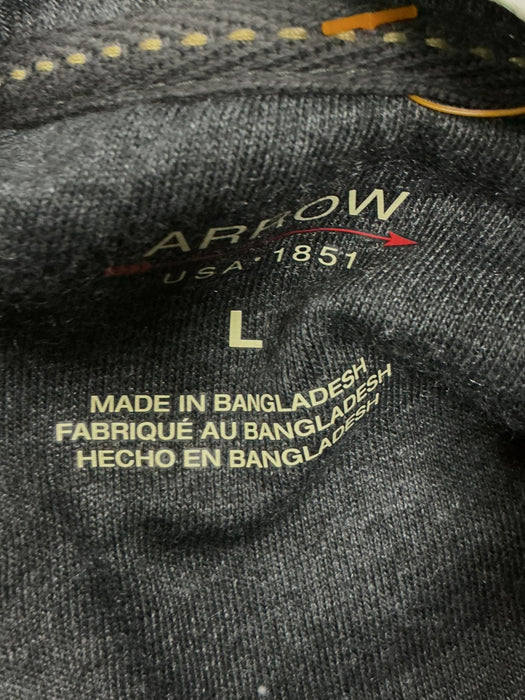 ARROW
USA · 1851
L
MADE IN BANGLADESH
FABRIQUÉ AU BANGLADESH
HECHO EN BANGLADESH